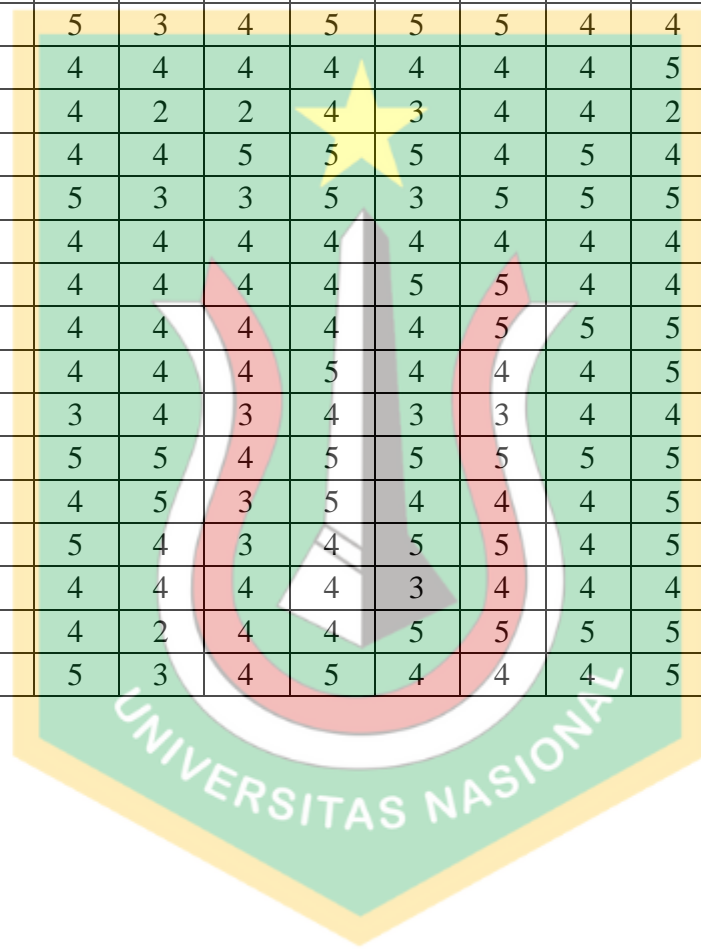 5 3 4 5 5 5 4 4
4 4 4 4 4 4 4 5
4 2 2 4 3 4 4 2
4 4 5 5 5 4 5 4
5 3 3 5 3 5 5 5
4 4 4 4 4 4 4 4
4 4 4 4 5 5 4 4
4 4 4 4 4 5 5 5
4 4 4 5 4 4 4 5
3 4 3 4 3 3 4 4
5 5 4 5 5 5 5 5
4 5 3 5 4 4 4 5
5 4 3 4 5 5 4 5
4 4 4 4 3 4 4 4
4 2 4 4 5 5 5 5
5 3 4 5 4 4 4 5
UNIVERSITAS NASIONAL